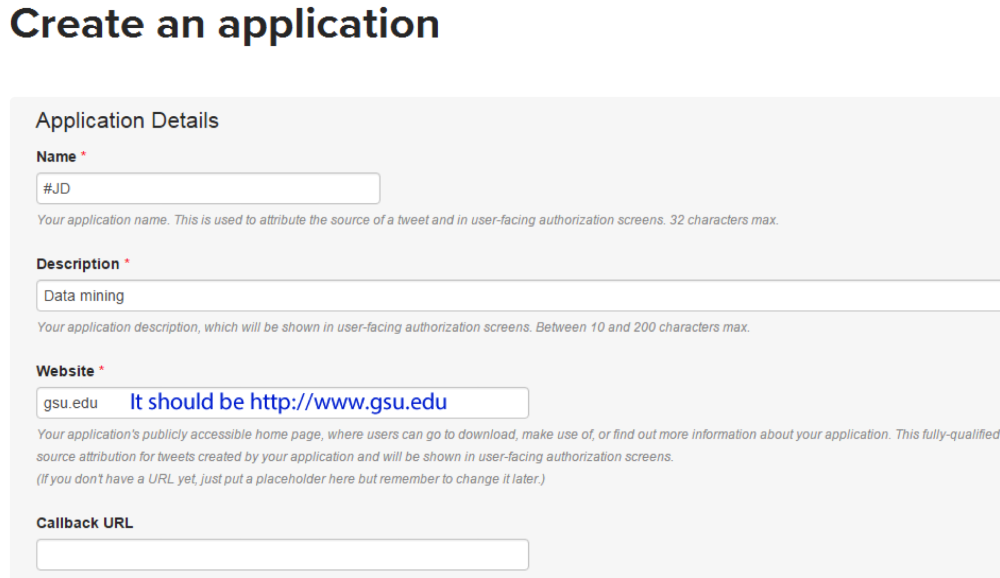 Create an application
Application Details
Name *
#JD
Your application name. This is used to attribute the source of a tweet and in user-facing authorization screens. 32 characters max.
Description *
Data mining
Your application description, which will be shown in user-facing authorization screens. Between 10 and 200 characters max.
Website *
gsu.edu It should be http://www.gsu.edu
Your application's publicly accessible home page, where users can go to download, make use of, or find out more information about your application. This fully-qualified
source attribution for tweets created by your application and will be shown in user-facing authorization screens.
(If you don't have a URL yet, just put a placeholder here but remember to change it later.)
Callback URL